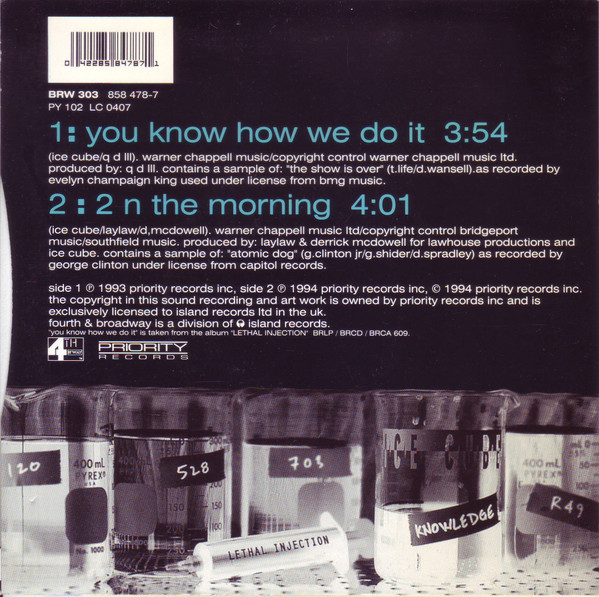 0 42285 84787 1
BRW 303 858 478-7
PY 102 LC 0407
1: you know how we do it 3:54
(ice cube/q d lll). warner chappell music/copyright control warner chappell music ltd.
produced by: q d lll. contains a sample of: "the show is over" (t.life/d.wansell).as recorded by
evelyn champaign king used under license from bmg music.
2 : 2 n the morning 4:01
(ice cube/laylaw/d,mcdowell). warner chappell music ltd/copyright control bridgeport
music/southfield music. produced by: laylaw & derrick mcdowell for lawhouse productions and
ice cube. contains a sample of: "atomic dog" (g.clinton jr/g.shider/d.spradley) as recorded by
george clinton under license from capitol records.
side 1 ℗ 1993 priority records inc, side 2 ℗ 1994 priority records inc, © 1994 priority records inc.
the copyright in this sound recording and art work is owned by priority records inc and is
exclusively licensed to island records ltd in the uk.
fourth & broadway is a division of island records.
"you know how we do it" is taken from the album "LETHAL INJECTION" BRLP / BRCD / BRCA 609.
4TH
PRIORITY
RECORDS
120
400 mL
PYREX
No. 1000
528
703
ICE CUBE
KNOWLEDGE
400 mL
PYREX
R49
LETHAL INJECTION